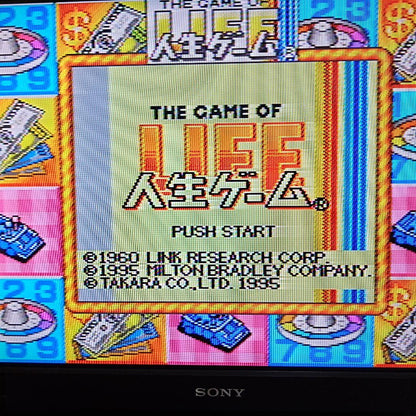 THE GAME OF
LIFE
人生ゲーム®
THE GAME OF
LIFE
人生ゲーム®
PUSH START
©1960 LINK RESEARCH CORP.
©1995 MILTON BRADLEY COMPANY.
©TAKARA CO.,LTD. 1995
SONY